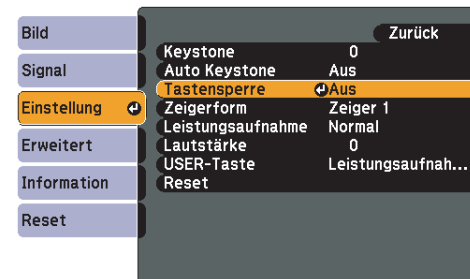 Bild
Signal
Einstellung
Erweitert
Information
Reset
Zurück
Keystone 0
Auto Keystone Aus
Tastensperre Aus
Zeigerform Zeiger 1
Leistungsaufnahme Normal
Lautstärke 0
USER-Taste Leistungsaufnah...
Reset